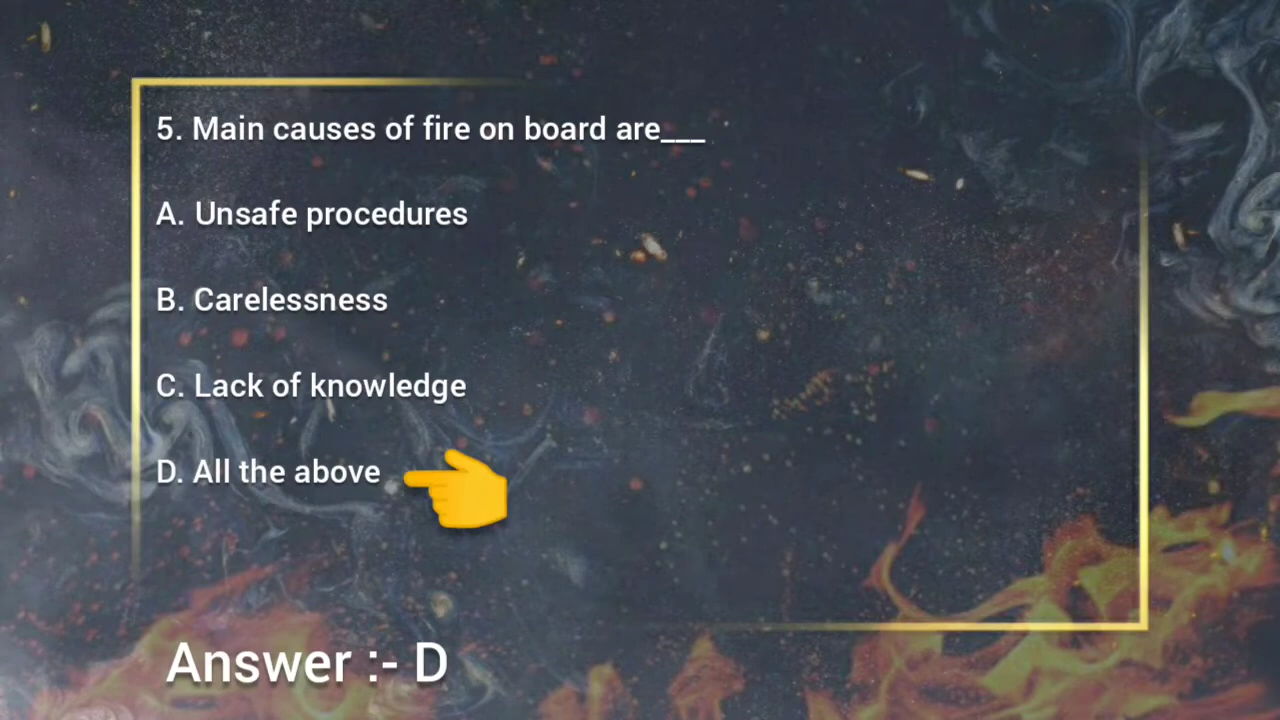 5. Main causes of fire on board are___
A. Unsafe procedures
B. Carelessness
C. Lack of knowledge
D. All the above
Answer :- D